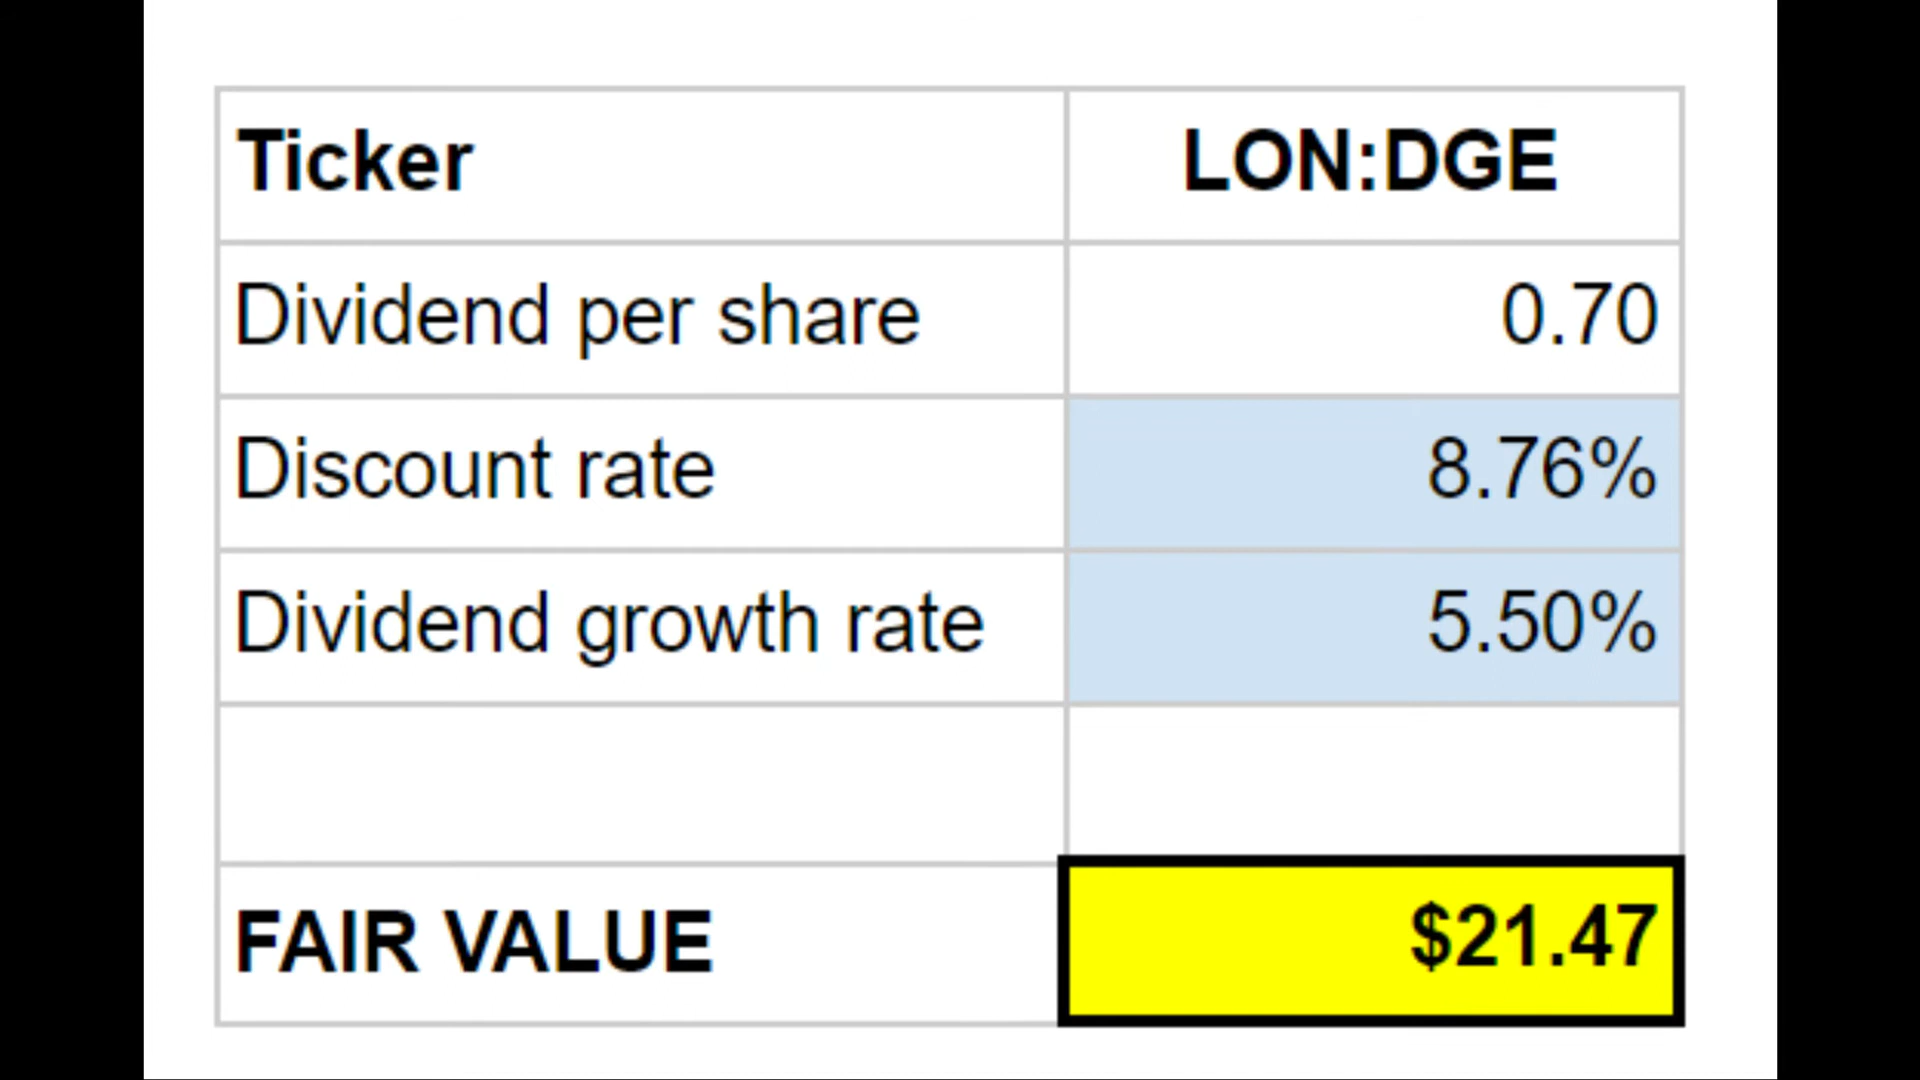 Ticker LON:DGE
Dividend per share 0.70
Discount rate 8.76%
Dividend growth rate 5.50%
FAIR VALUE $21.47